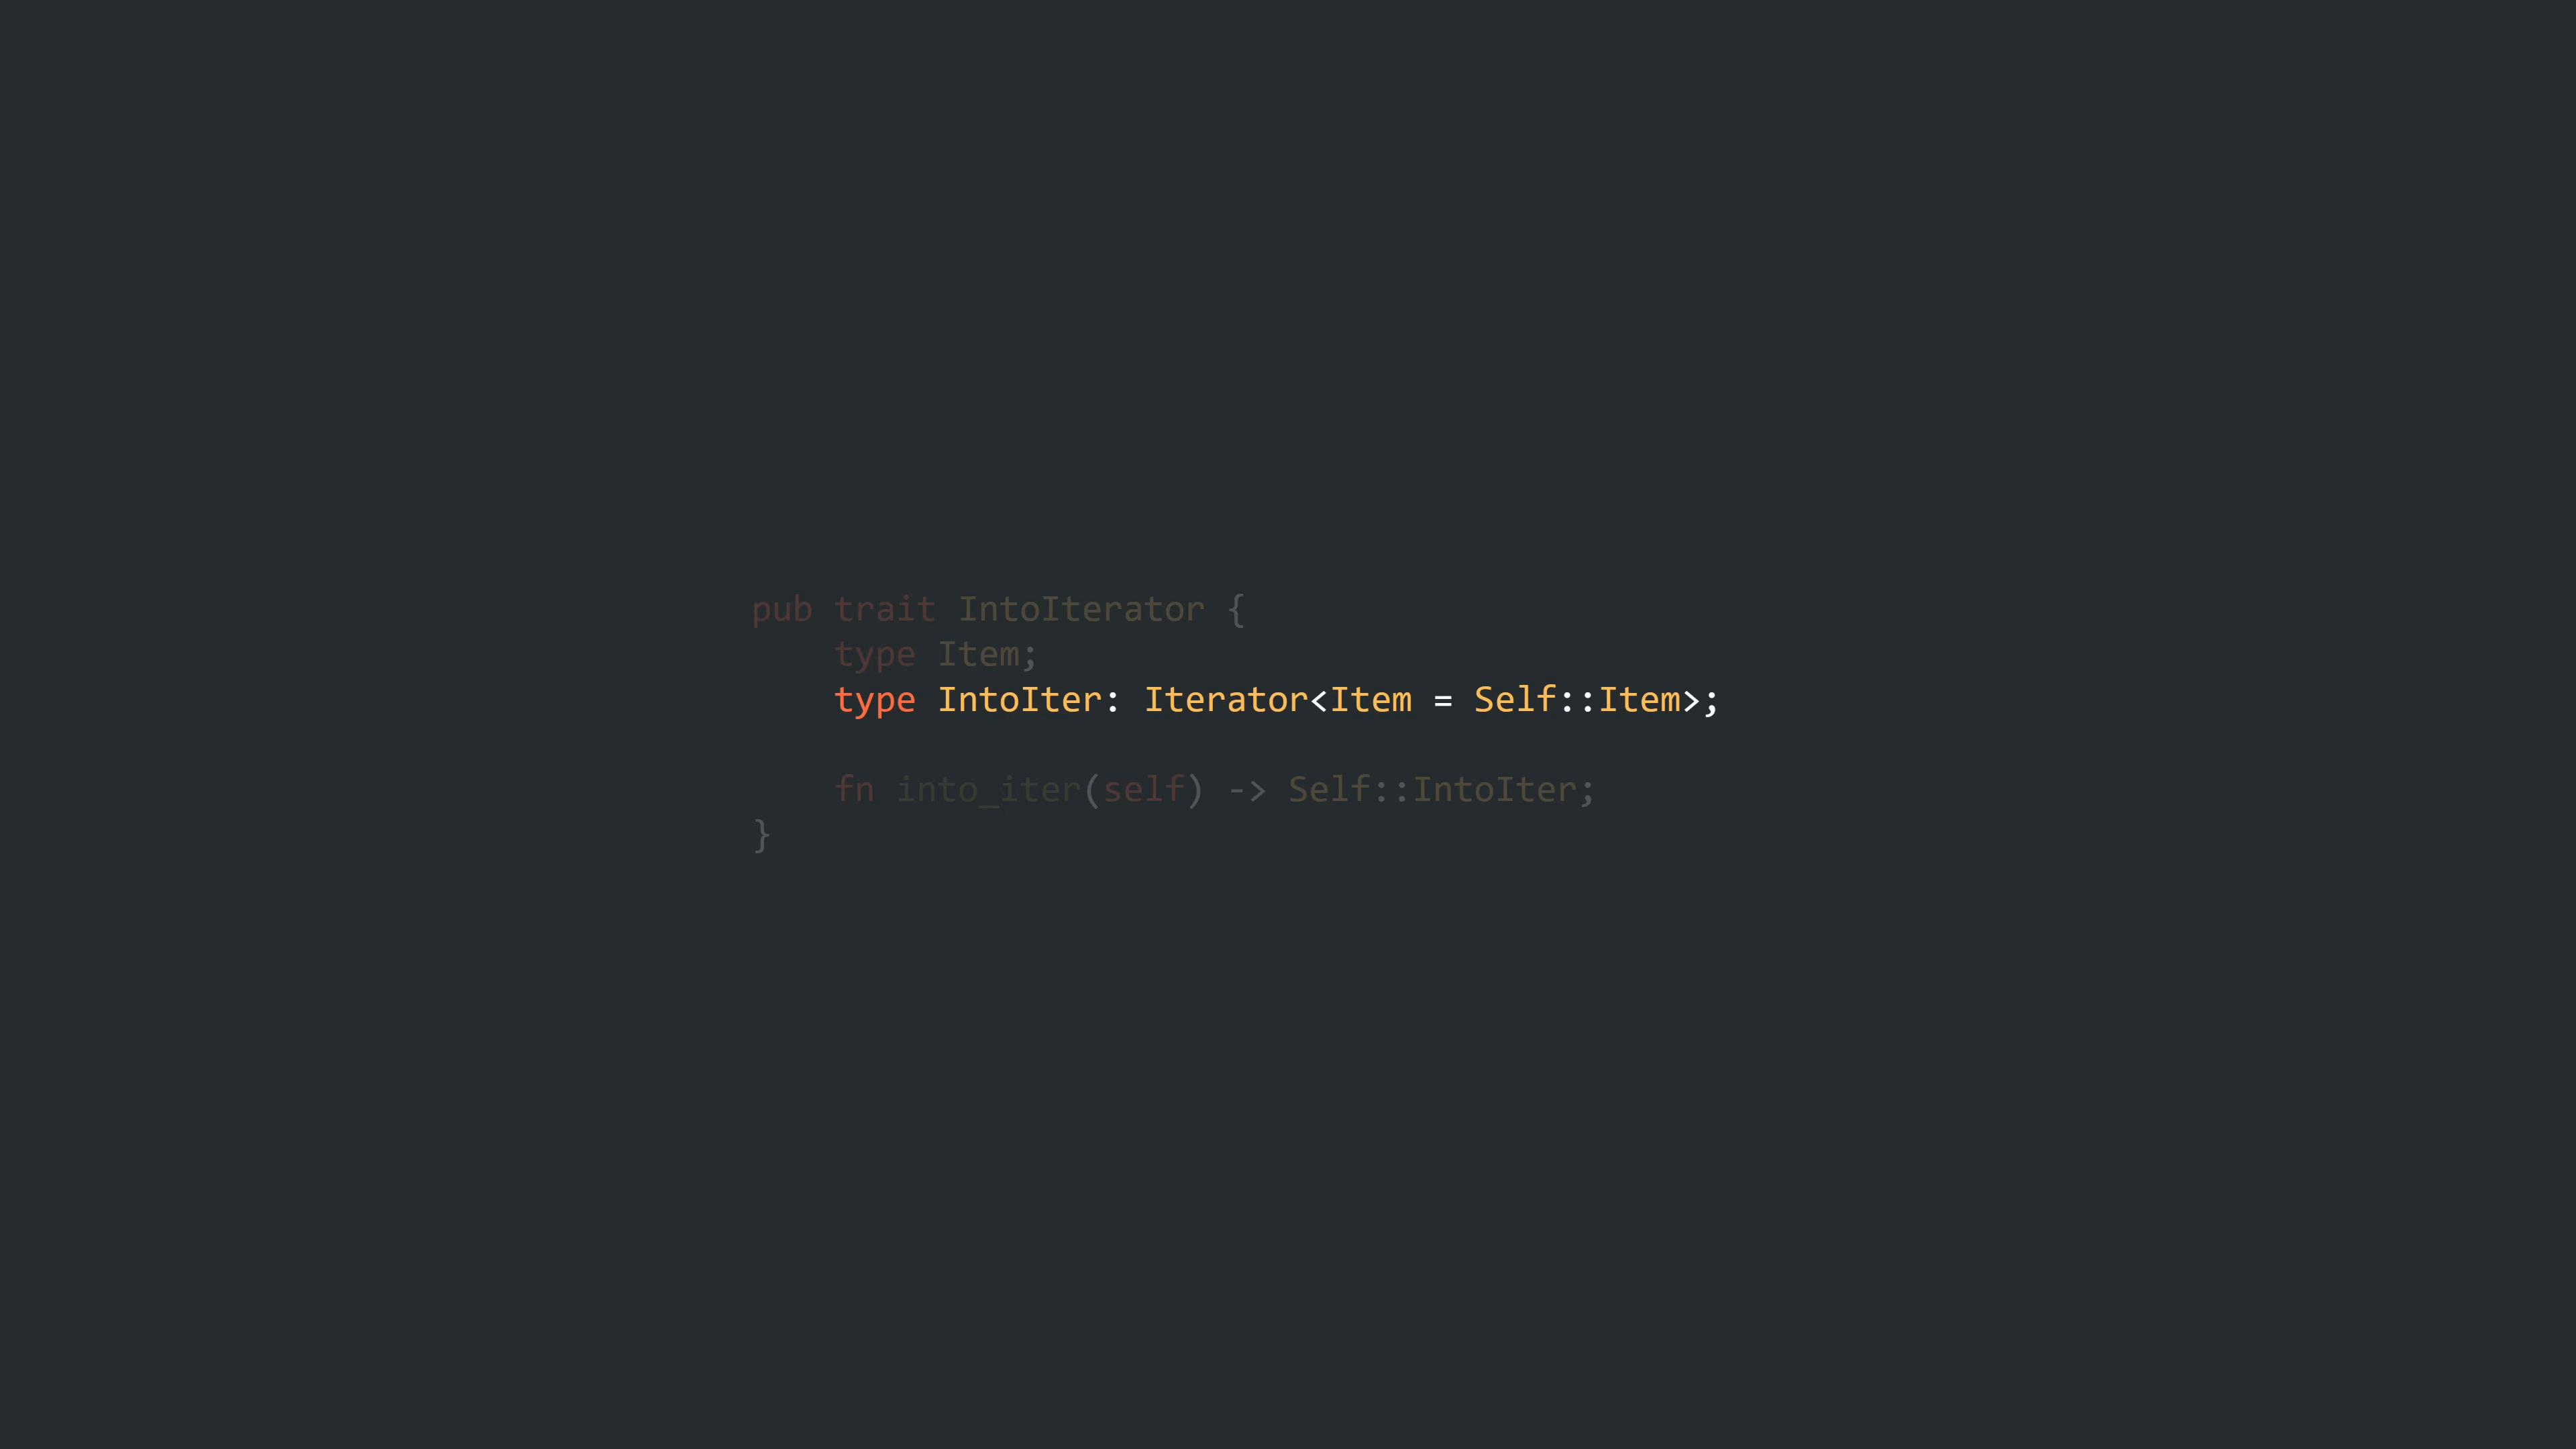 pub trait IntoIterator {
    type Item;
    type IntoIter: Iterator<Item = Self::Item>;

    fn into_iter(self) -> Self::IntoIter;
}